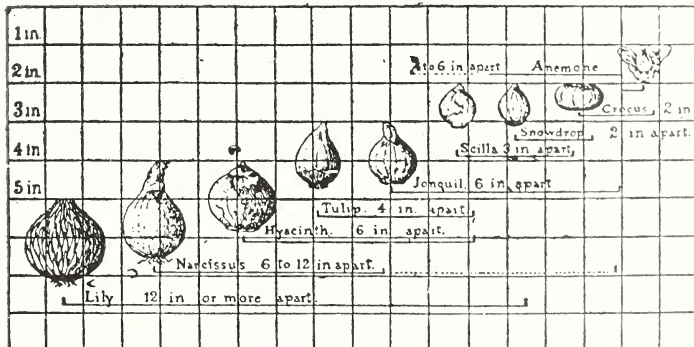 1 in.
2 in.
4 to 6 in apart Anemone
3 in
Crocus 2 in
Snowdrop 2 in apart.
4 in
Scilla 3 in apart
5 in
Jonquil. 6 in apart
Tulip. 4 in. apart
Hyacinth. 6 in. apart
Narcissus 6 to 12 in apart.
Lily 12 in or more apart